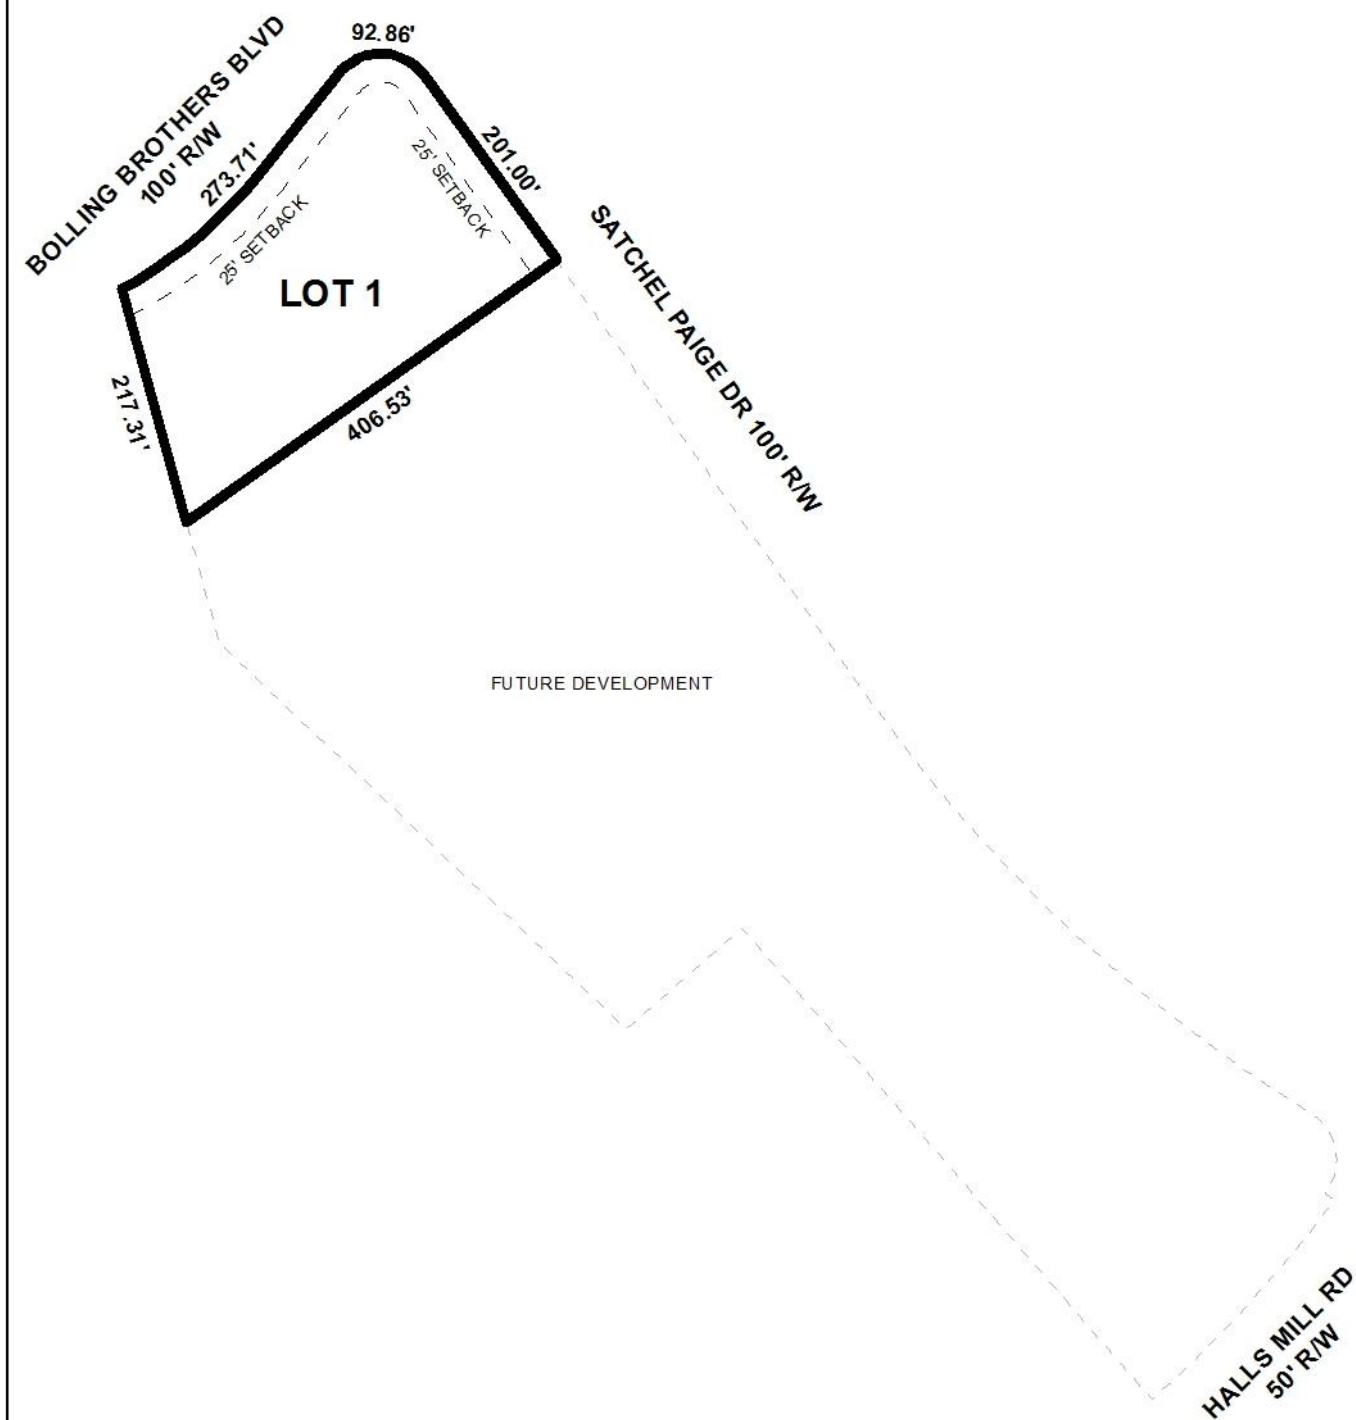 92.86'
BOLLING BROTHERS BLVD
100' R/W
273.71'
201.00'
25' SETBACK
25' SETBACK
SATCHEL PAIGE DR 100' R/W
LOT 1
217.31'
406.53'
FUTURE DEVELOPMENT
HALLS MILL RD
50' R/W